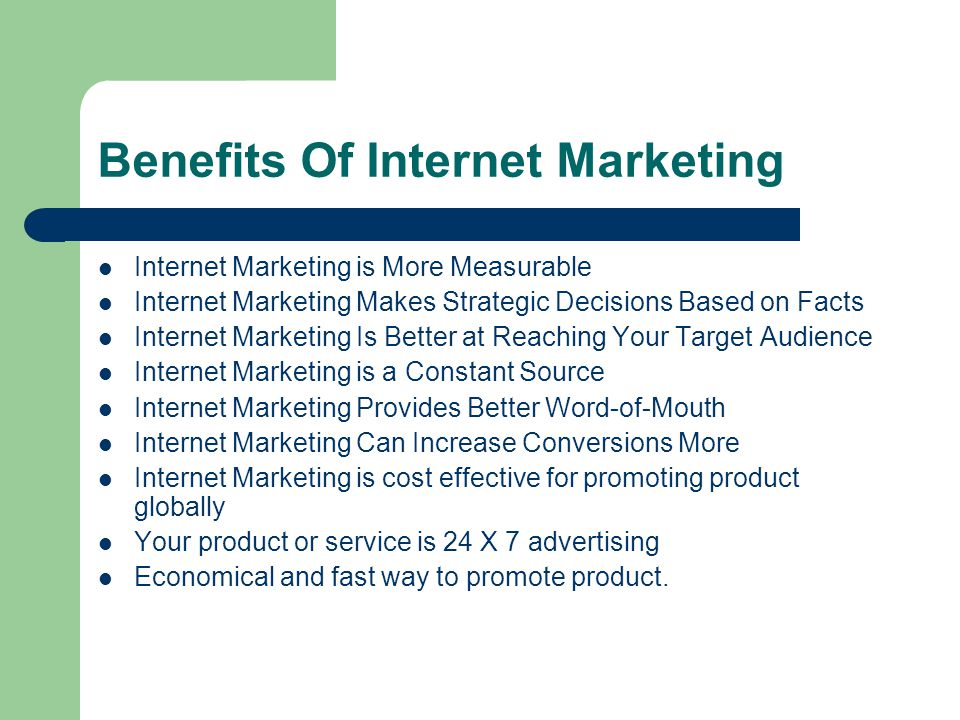 Benefits Of Internet Marketing
Internet Marketing is More Measurable
Internet Marketing Makes Strategic Decisions Based on Facts
Internet Marketing Is Better at Reaching Your Target Audience
Internet Marketing is a Constant Source
Internet Marketing Provides Better Word-of-Mouth
Internet Marketing Can Increase Conversions More
Internet Marketing is cost effective for promoting product
globally
Your product or service is 24 X 7 advertising
Economical and fast way to promote product.